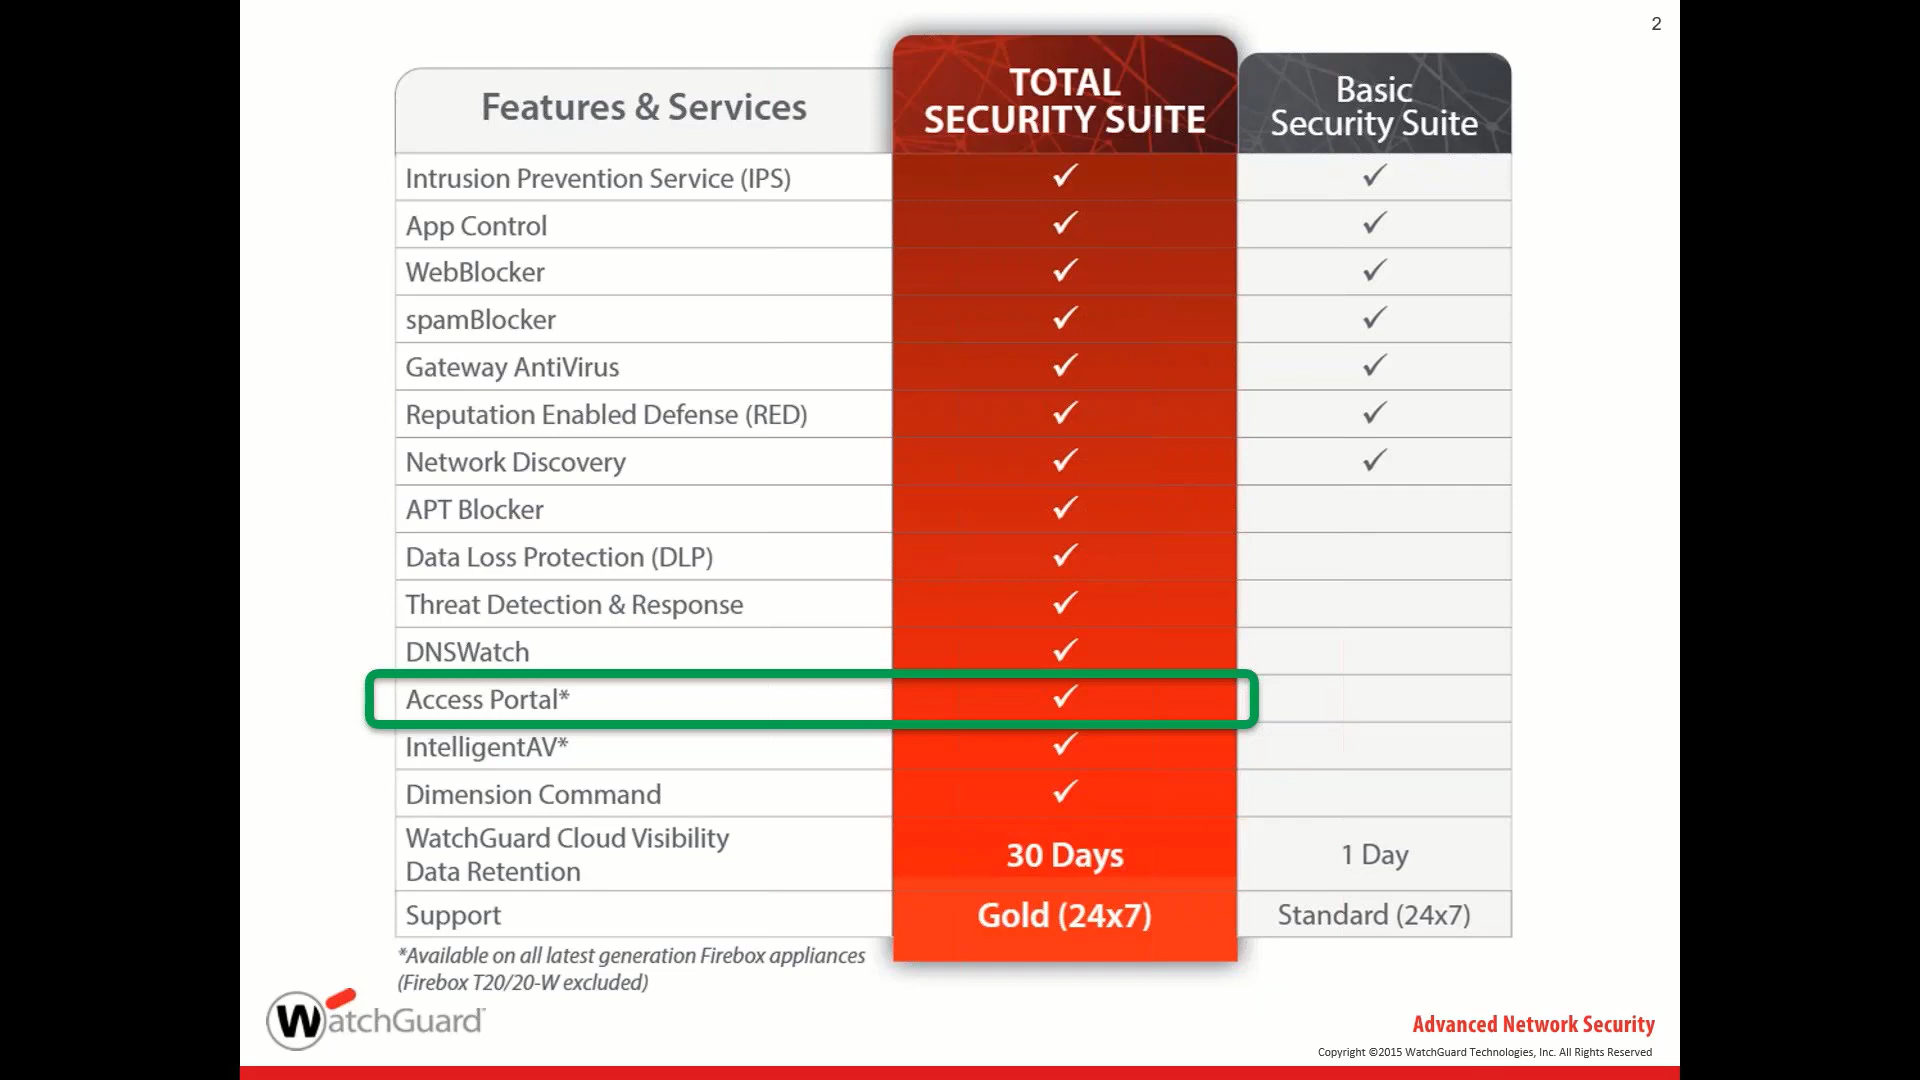 2
Features & Services
TOTAL
SECURITY SUITE
Basic
Security Suite
Intrusion Prevention Service (IPS) ✓ ✓
App Control ✓ ✓
WebBlocker ✓ ✓
spamBlocker ✓ ✓
Gateway AntiVirus ✓ ✓
Reputation Enabled Defense (RED) ✓ ✓
Network Discovery ✓ ✓
APT Blocker ✓
Data Loss Protection (DLP) ✓
Threat Detection & Response ✓
DNSWatch ✓
Access Portal* ✓
IntelligentAV* ✓
Dimension Command ✓
WatchGuard Cloud Visibility
Data Retention
30 Days
1 Day
Support
Gold (24x7)
Standard (24x7)
*Available on all latest generation Firebox appliances
(Firebox T20/20-W excluded)
WatchGuard
Advanced Network Security
Copyright ©2015 WatchGuard Technologies, Inc. All Rights Reserved